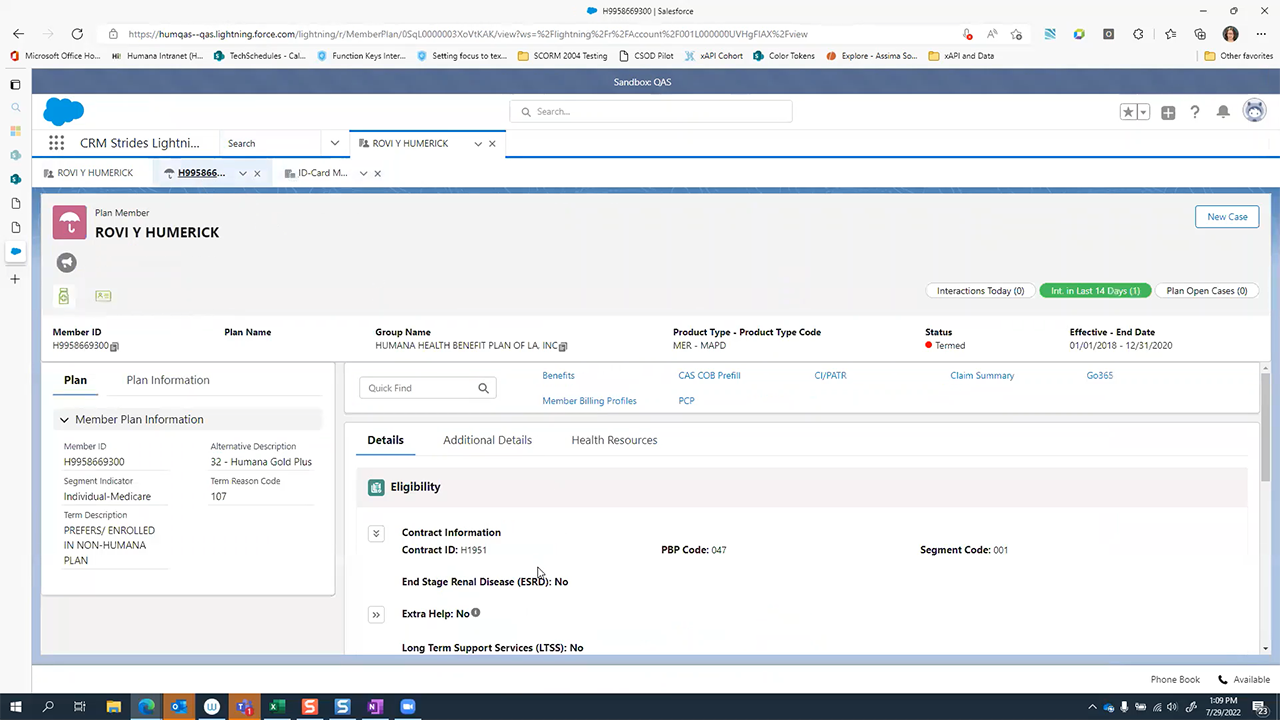 H9958669300 | Salesforce
https://humqas--qas.lightning.force.com/lightning/r/MemberPlan/0SqL0000003XoVtKAK/view?ws=%2Flightning%2Fr%2FAccount%2F001L000000UVHgFIAX%2Fview
Microsoft Office Ho... Humana Intranet (H... TechSchedules - Cal... Function Keys Inter... Setting focus to tex... SCORM 2004 Testing CSOD Pilot xAPI Cohort Color Tokens Explore - Assima So... xAPI and Data Other favorites
Sandbox: QAS
Search...
CRM Strides Lightni... Search ROVI Y HUMERICK
ROVI Y HUMERICK H995866... ID-Card M...
Plan Member
ROVI Y HUMERICK
New Case
Interactions Today (0) Int. in Last 14 Days (1) Plan Open Cases (0)
Member ID Plan Name Group Name Product Type - Product Type Code Status Effective - End Date
H9958669300 HUMANA HEALTH BENEFIT PLAN OF LA, INC MER - MAPD Termed 01/01/2018 - 12/31/2020
Plan Plan Information
Member Plan Information
Member ID Alternative Description
H9958669300 32 - Humana Gold Plus
Segment Indicator Term Reason Code
Individual-Medicare 107
Term Description
PREFERS/ ENROLLED
IN NON-HUMANA
PLAN
Quick Find
Benefits CAS COB Prefill CI/PATR Claim Summary Go365
Member Billing Profiles PCP
Details Additional Details Health Resources
Eligibility
Contract Information
Contract ID: H1951 PBP Code: 047 Segment Code: 001
End Stage Renal Disease (ESRD): No
Extra Help: No
Long Term Support Services (LTSS): No
Phone Book Available
1:09 PM
7/29/2022
23